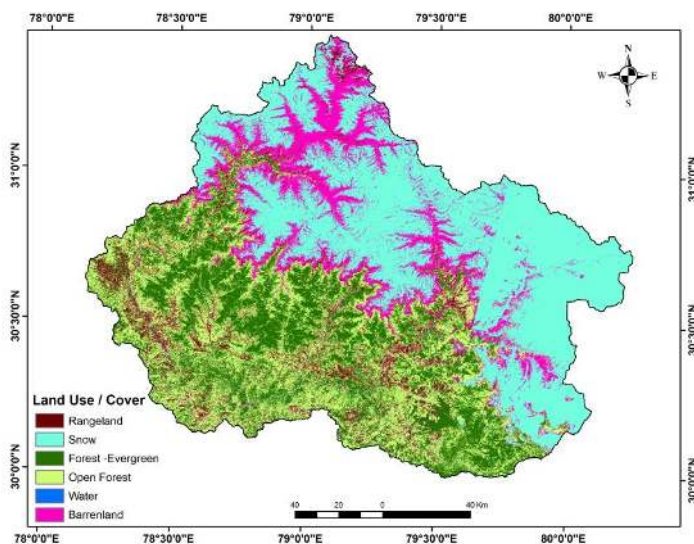 78°0'0"E 78°30'0"E 79°0'0"E 79°30'0"E 80°0'0"E
N
W E
S
31°0'0"N 31°0'0"N
30°30'0"N 30°30'0"N
Land Use / Cover
Rangeland
Snow
Forest -Evergreen
Open Forest
Water
Barrenland
30°0'0"N 30°0'0"N
40 20 0 40 Km
78°0'0"E 78°30'0"E 79°0'0"E 79°30'0"E 80°0'0"E